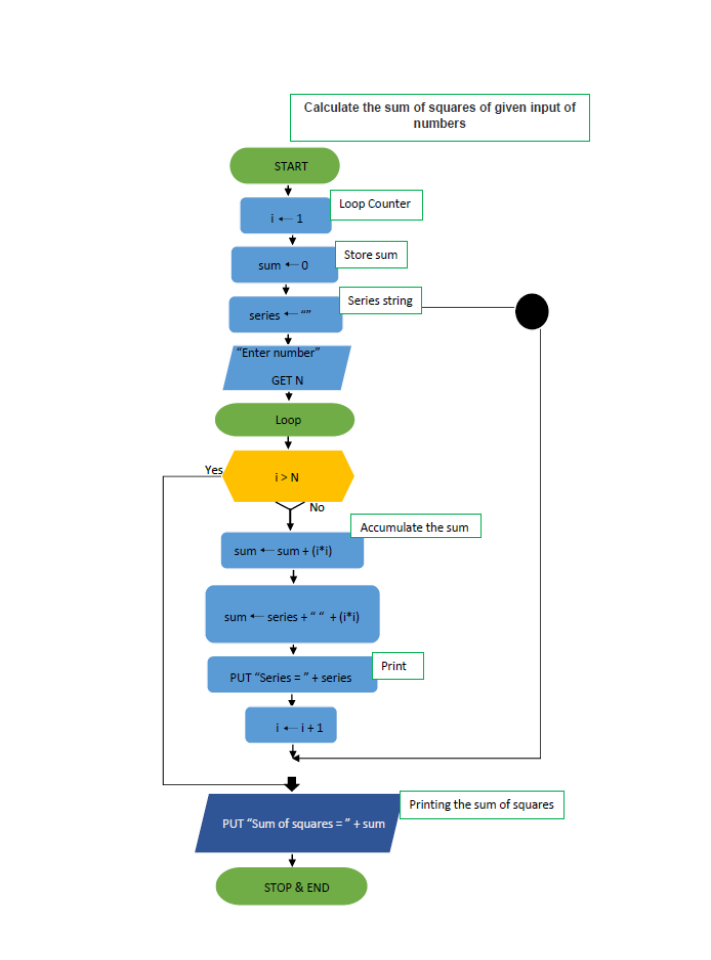 Calculate the sum of squares of given input of
numbers
START
Loop Counter
i ← 1
Store sum
sum ← 0
Series string
series ← “”
“Enter number”
GET N
Loop
Yes
i > N
No
Accumulate the sum
sum ← sum + (i*i)
sum ← series + “ “ + (i*i)
Print
PUT “Series = ” + series
i ← i + 1
Printing the sum of squares
PUT “Sum of squares = ” + sum
STOP & END